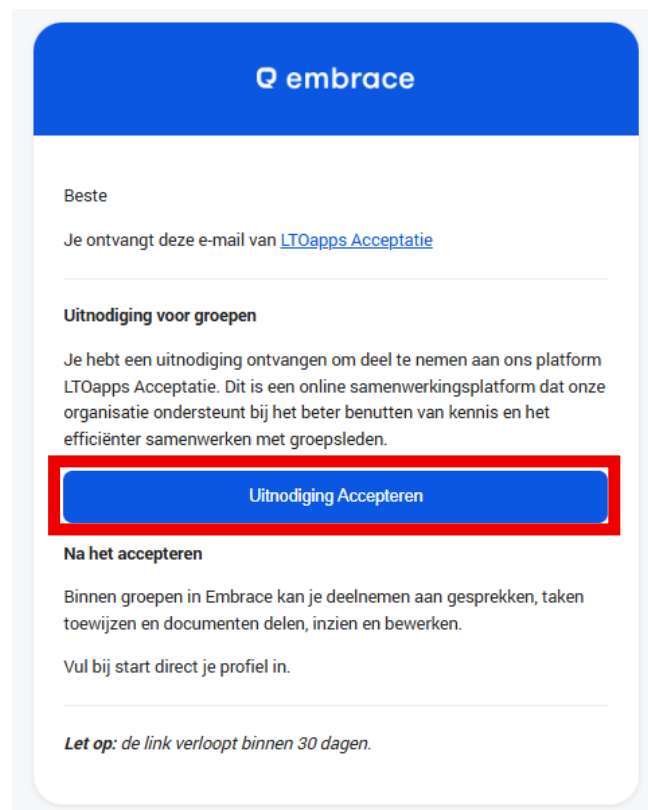 embrace
Beste
Je ontvangt deze e-mail van LTOapps Acceptatie
Uitnodiging voor groepen
Je hebt een uitnodiging ontvangen om deel te nemen aan ons platform
LTOapps Acceptatie. Dit is een online samenwerkingsplatform dat onze
organisatie ondersteunt bij het beter benutten van kennis en het
efficiënter samenwerken met groepsleden.
Uitnodiging Accepteren
Na het accepteren
Binnen groepen in Embrace kan je deelnemen aan gesprekken, taken
toewijzen en documenten delen, inzien en bewerken.
Vul bij start direct je profiel in.
Let op: de link verloopt binnen 30 dagen.